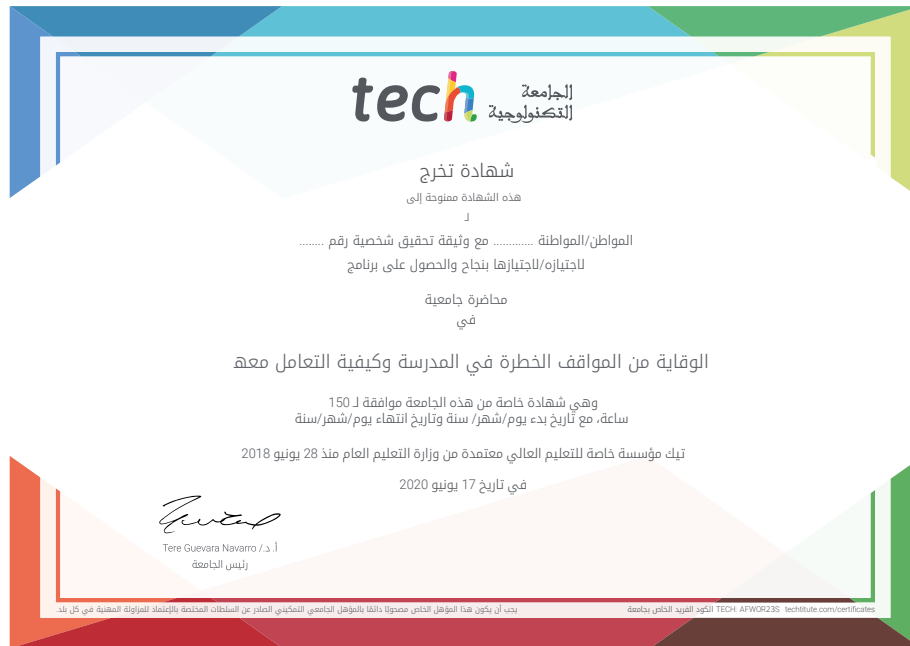 tech الجامعة التكنولوجية
شهادة تخرج
هذه الشهادة ممنوحة إلى
لـ
المواطن/المواطنة ............ مع وثيقة تحقيق شخصية رقم ........
لاجتيازه/لاجتيازها بنجاح والحصول على برنامج
محاضرة جامعية
في
الوقاية من المواقف الخطرة في المدرسة وكيفية التعامل معه
وهي شهادة خاصة من هذه الجامعة موافقة لـ 150
ساعة، مع تاريخ بدء يوم/شهر/ سنة وتاريخ انتهاء يوم/شهر/سنة
تيك مؤسسة خاصة للتعليم العالي معتمدة من وزارة التعليم العام منذ 28 يونيو 2018
في تاريخ 17 يونيو 2020
أ. د./ Tere Guevara Navarro
رئيس الجامعة
يجب أن يكون هذا المؤهل الخاص مصحوبًا دائمًا بالمؤهل الجامعي التمكيني الصادر عن السلطات المختصة بالإعتماد للمزاولة المهنية في كل بلد.
الكود الفريد الخاص بجامعة TECH: AFWOR23S techtitute.com/certificates